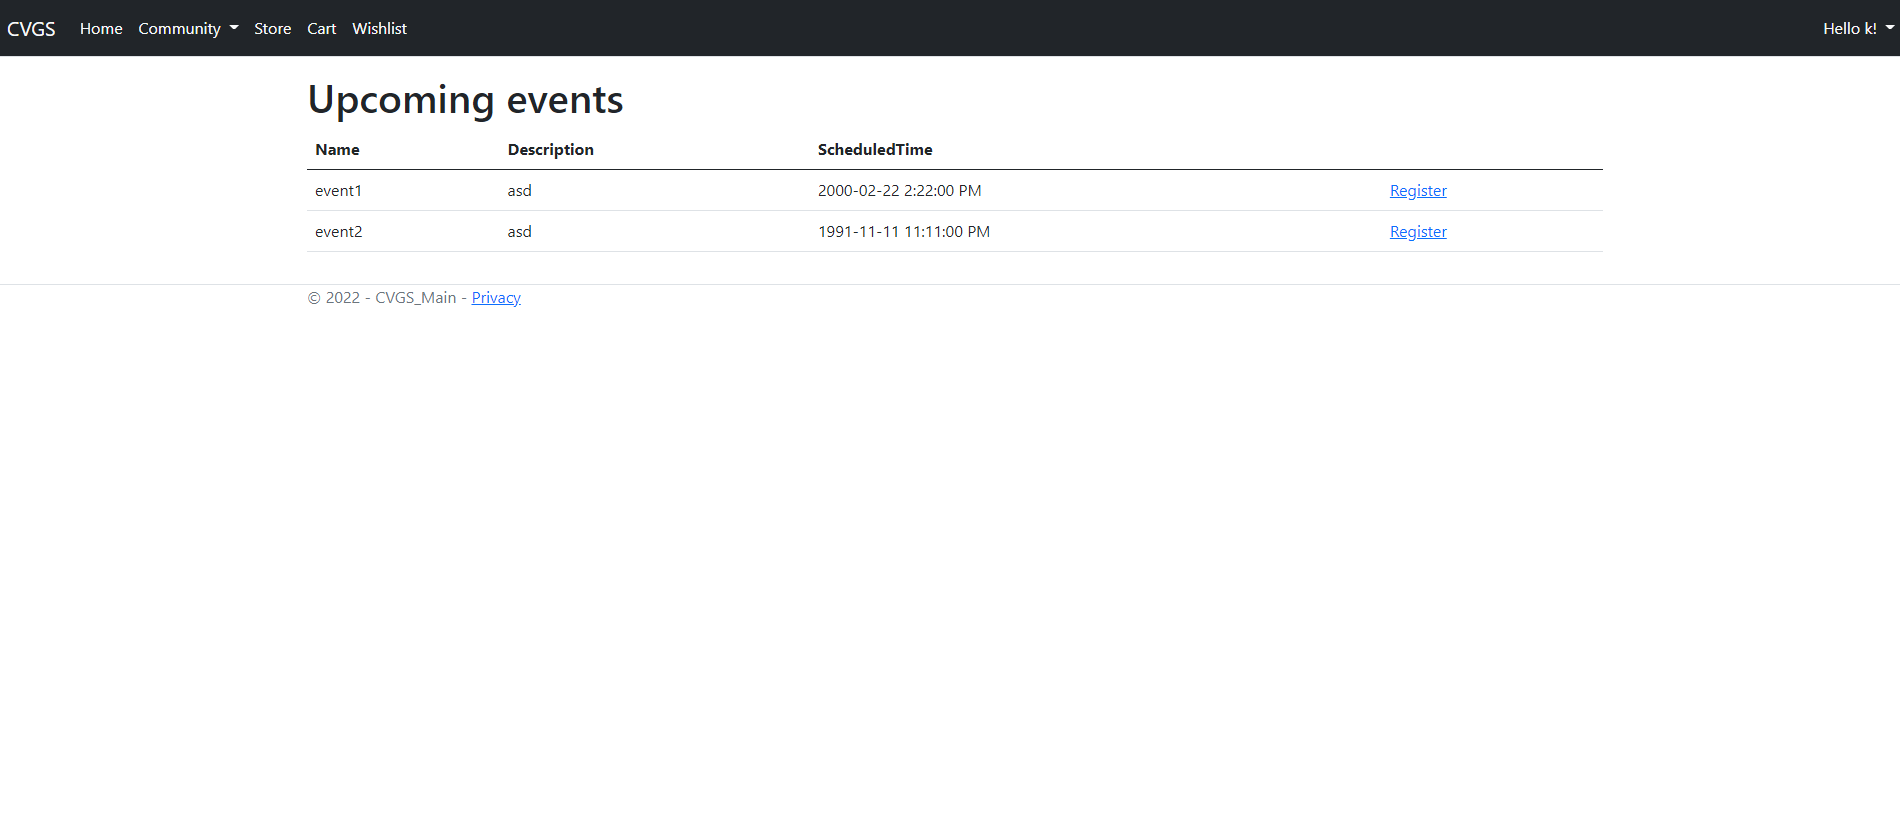 CVGS Home Community Store Cart Wishlist Hello k!
Upcoming events
Name Description ScheduledTime
event1 asd 2000-02-22 2:22:00 PM Register
event2 asd 1991-11-11 11:11:00 PM Register
© 2022 - CVGS_Main - Privacy